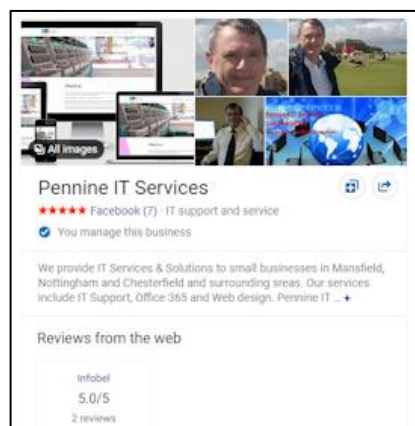 All images
Pennine IT Services
Facebook (7) · IT support and service
You manage this business
We provide IT Services & Solutions to small businesses in Mansfield,
Nottingham and Chesterfield and surrounding areas. Our services
include IT Support, Office 365 and Web design. Pennine IT ... +
Reviews from the web
Infobel
5.0/5
2 reviews